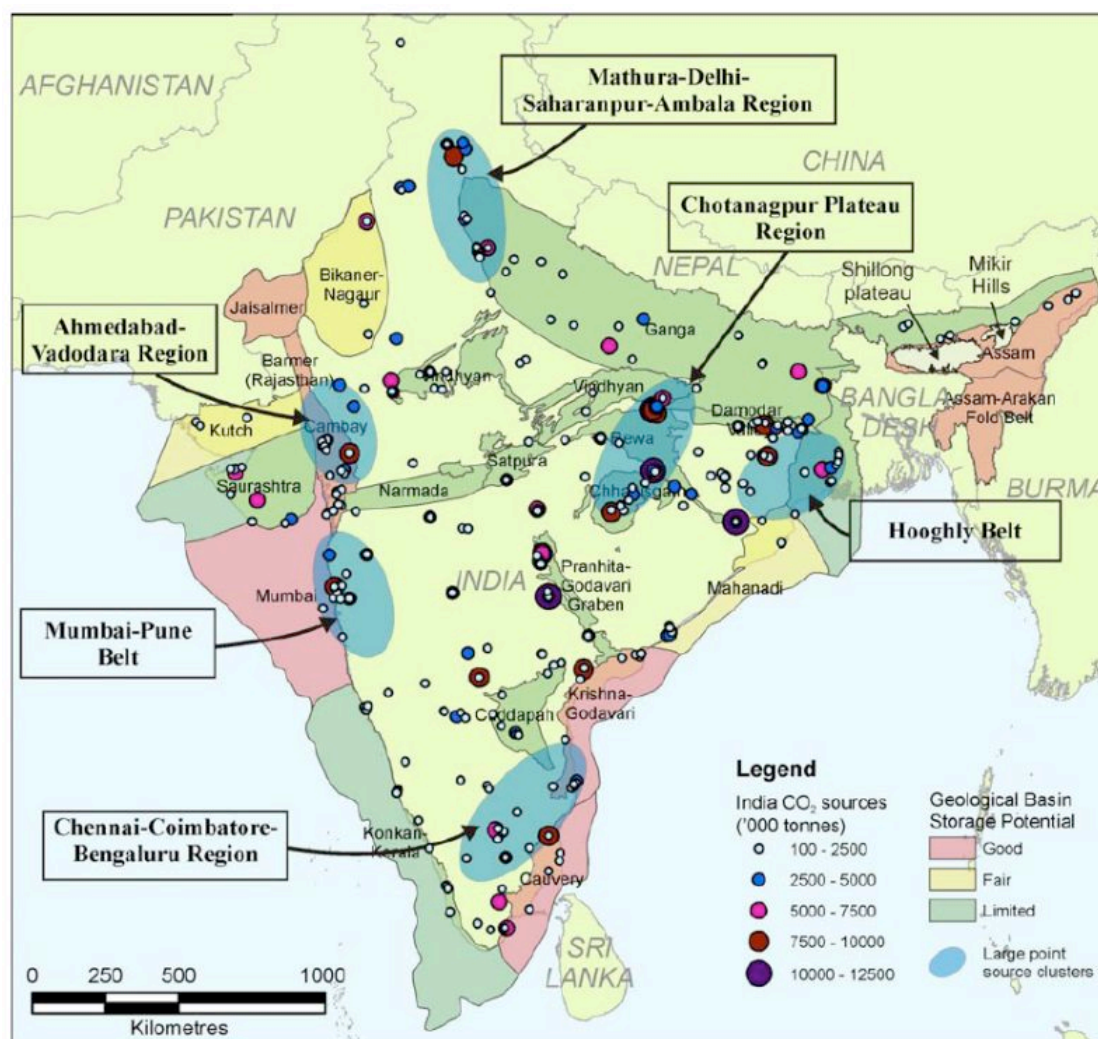 AFGHANISTAN
Mathura-Delhi-
Saharanpur-Ambala Region
CHINA
PAKISTAN
Chotanagpur Plateau
Region
NEPAL
Shillong
plateau
Mikir
Hills
Bikaner-
Nagaur
Jaisalmer
Ahmedabad-
Vadodara Region
Ganga
Assam
Barmer
(Rajasthan)
Vindhyan
Vindhyan
BANGLA
DESH
Assam-Arakan
Fold Belt
Kutch
Cambay
Rewa
Damodar
Satpura
BURMA
Saurashtra
Narmada
Hooghly Belt
INDIA
Pranhita-
Godavari
Graben
Mahanadi
Mumbai
Mumbai-Pune
Belt
Krishna-
Godavari
Cuddapah
Chennai-Coimbatore-
Bengaluru Region
Konkan-
Kerala
Cauvery
SRI
LANKA
Legend
India CO₂ sources
('000 tonnes)
100 - 2500
2500 - 5000
5000 - 7500
7500 - 10000
10000 - 12500
Geological Basin
Storage Potential
Good
Fair
Limited
Large point
source clusters
0 250 500 1000
Kilometres